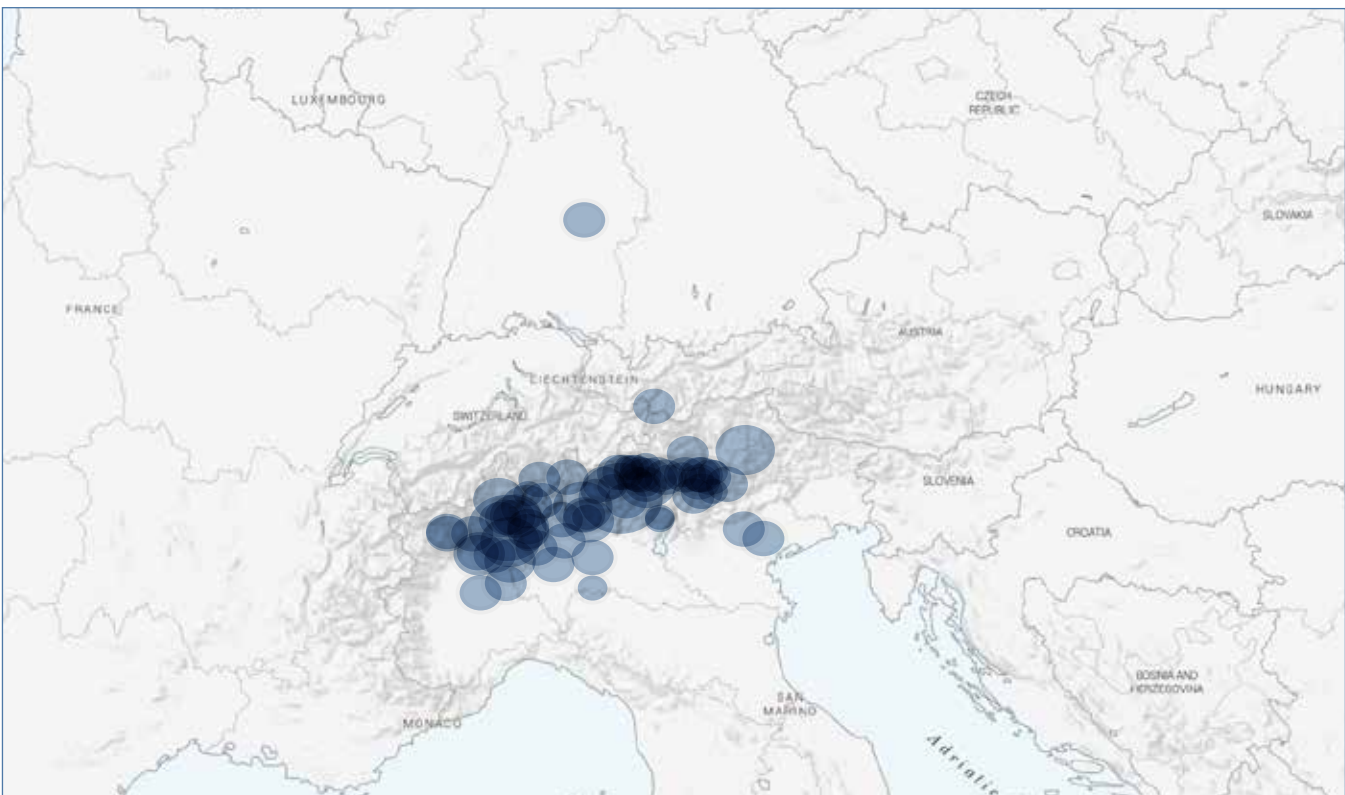 LUXEMBOURG
CZECH
REPUBLIC
SLOVAKIA
FRANCE
AUSTRIA
LIECHTENSTEIN
HUNGARY
SWITZERLAND
SLOVENIA
CROATIA
BOSNIA AND
HERZEGOVINA
SAN
MARINO
MONACO
Adriatic